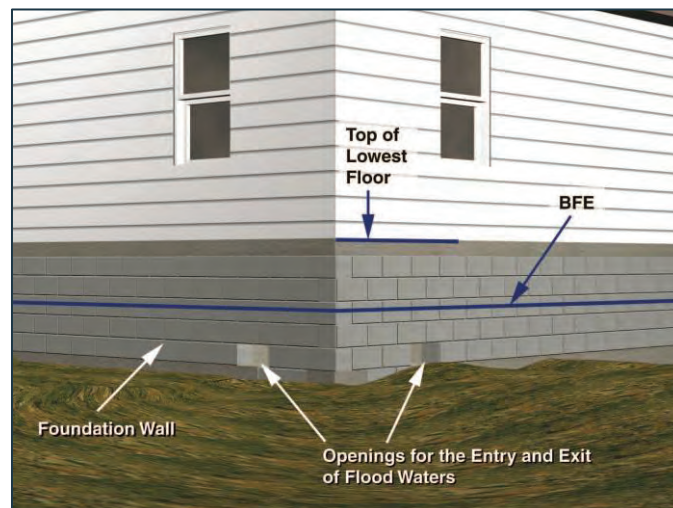 Top of
Lowest
Floor
BFE
Foundation Wall
Openings for the Entry and Exit
of Flood Waters